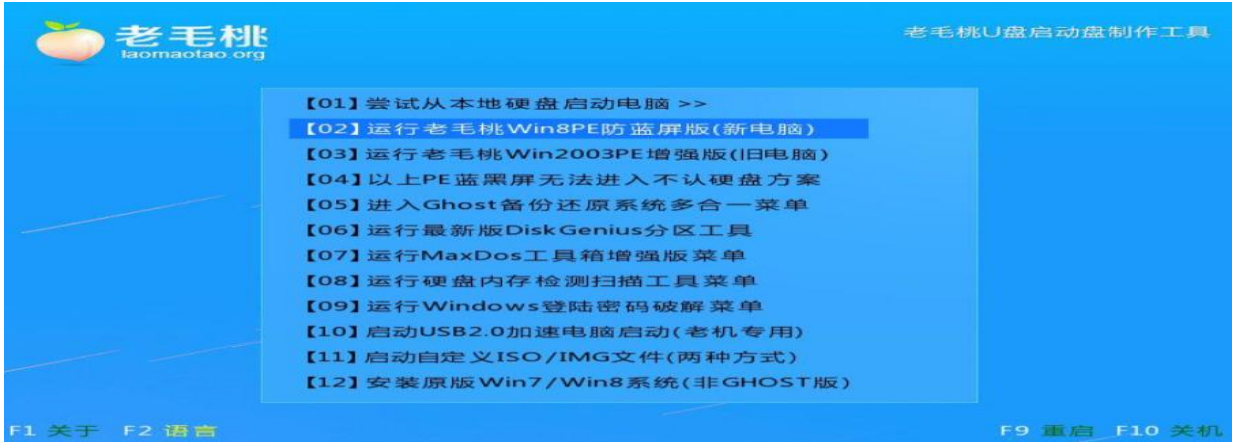 老毛桃
laomaotao.org
老毛桃U盘启动盘制作工具
【01】尝试从本地硬盘启动电脑 >>
【02】运行老毛桃Win8PE防蓝屏版(新电脑)
【03】运行老毛桃Win2003PE增强版(旧电脑)
【04】以上PE蓝黑屏无法进入不认硬盘方案
【05】进入Ghost备份还原系统多合一菜单
【06】运行最新版DiskGenius分区工具
【07】运行MaxDos工具箱增强版菜单
【08】运行硬盘内存检测扫描工具菜单
【09】运行Windows登陆密码破解菜单
【10】启动USB2.0加速电脑启动(老机专用)
【11】启动自定义ISO/IMG文件(两种方式)
【12】安装原版Win7/Win8系统(非GHOST版)
F1 关于 F2 语言 F9 重启 F10 关机